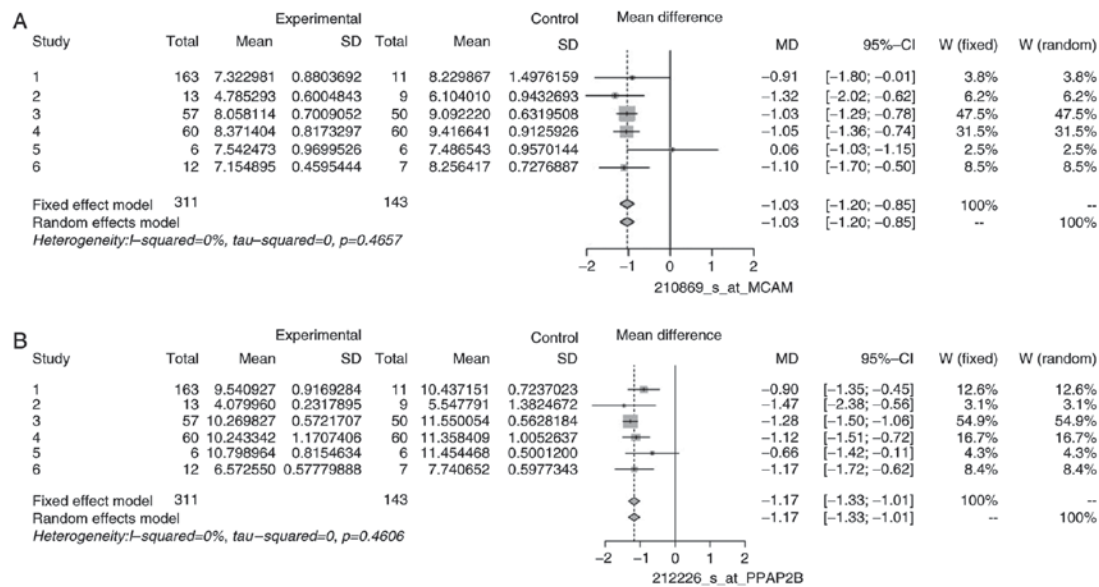 A
Experimental Control Mean difference
Study Total Mean SD Total Mean SD MD 95%–CI W (fixed) W (random)
1 163 7.322981 0.8803692 11 8.229867 1.4976159 −0.91 [−1.80; −0.01] 3.8% 3.8%
2 13 4.785293 0.6004843 9 6.104010 0.9432693 −1.32 [−2.02; −0.62] 6.2% 6.2%
3 57 8.058114 0.7009052 50 9.092220 0.6319508 −1.03 [−1.29; −0.78] 47.5% 47.5%
4 60 8.371404 0.8173297 60 9.416641 0.9125926 −1.05 [−1.36; −0.74] 31.5% 31.5%
5 6 7.542473 0.9699526 6 7.486543 0.9570144 0.06 [−1.03; −1.15] 2.5% 2.5%
6 12 7.154895 0.4595444 7 8.256417 0.7276887 −1.10 [−1.70; −0.50] 8.5% 8.5%
Fixed effect model 311 143 −1.03 [−1.20; −0.85] 100% --
Random effects model −1.03 [−1.20; −0.85] -- 100%
Heterogeneity:I–squared=0%, tau–squared=0, p=0.4657
−2 −1 0 1 2
210869_s_at_MCAM
B
Experimental Control Mean difference
Study Total Mean SD Total Mean SD MD 95%–CI W (fixed) W (random)
1 163 9.540927 0.9169284 11 10.437151 0.7237023 −0.90 [−1.35; −0.45] 12.6% 12.6%
2 13 4.079960 0.2317895 9 5.547791 1.3824672 −1.47 [−2.38; −0.56] 3.1% 3.1%
3 57 10.269827 0.5721707 50 11.550054 0.5628184 −1.28 [−1.50; −1.06] 54.9% 54.9%
4 60 10.243342 1.1707406 60 11.358409 1.0052637 −1.12 [−1.51; −0.72] 16.7% 16.7%
5 6 10.798964 0.8154634 6 11.454468 0.5001200 −0.66 [−1.42; −0.11] 4.3% 4.3%
6 12 6.572550 0.57779888 7 7.740652 0.5977343 −1.17 [−1.72; −0.62] 8.4% 8.4%
Fixed effect model 311 143 −1.17 [−1.33; −1.01] 100% --
Random effects model −1.17 [−1.33; −1.01] -- 100%
Heterogeneity:I–squared=0%, tau–squared=0, p=0.4606
−2 −1 0 1 2
212226_s_at_PPAP2B